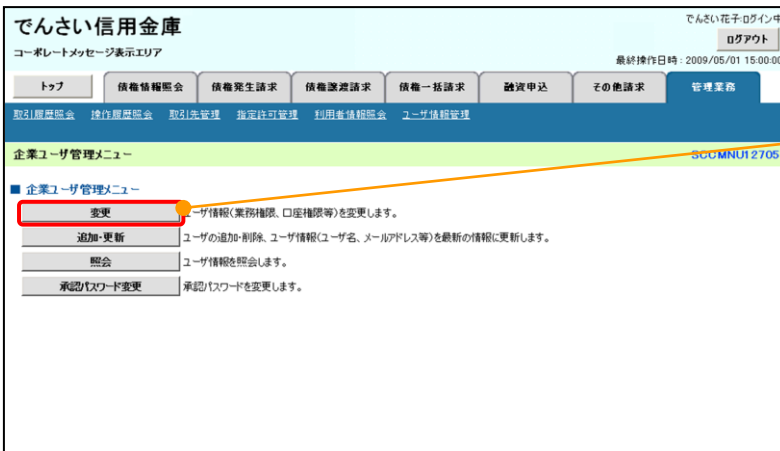 でんさい信用金庫
でんさい花子:ログイン中
ログアウト
コーポレートメッセージ表示エリア
最終操作日時:2009/05/01 15:00:00
トップ 債権情報照会 債権発生請求 債権譲渡請求 債権一括請求 融資申込 その他請求 管理業務
取引履歴照会 操作履歴照会 取引先管理 指定許可管理 利用者情報照会 ユーザ情報管理
企業ユーザ管理メニュー SCCMNU12705
■ 企業ユーザ管理メニュー
変更 ユーザ情報(業務権限、口座権限等)を変更します。
追加・更新 ユーザの追加・削除、ユーザ情報(ユーザ名、メールアドレス等)を最新の情報に更新します。
照会 ユーザ情報を照会します。
承認パスワード変更 承認パスワードを変更します。